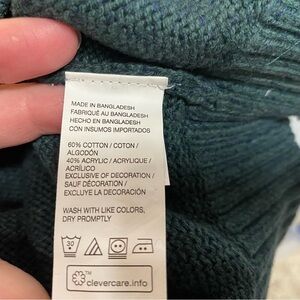 MADE IN BANGLADESH
FABRIQUÉ AU BANGLADESH
HECHO EN BANGLADESH
CON INSUMOS IMPORTADOS
60% COTTON / COTON /
ALGODÓN
40% ACRYLIC / ACRYLIQUE /
ACRÍLICO
EXCLUSIVE OF DECORATION /
SAUF DÉCORATION /
EXCLUYE LA DECORACIÓN
WASH WITH LIKE COLORS,
DRY PROMPTLY
30
TM
clevercare.info